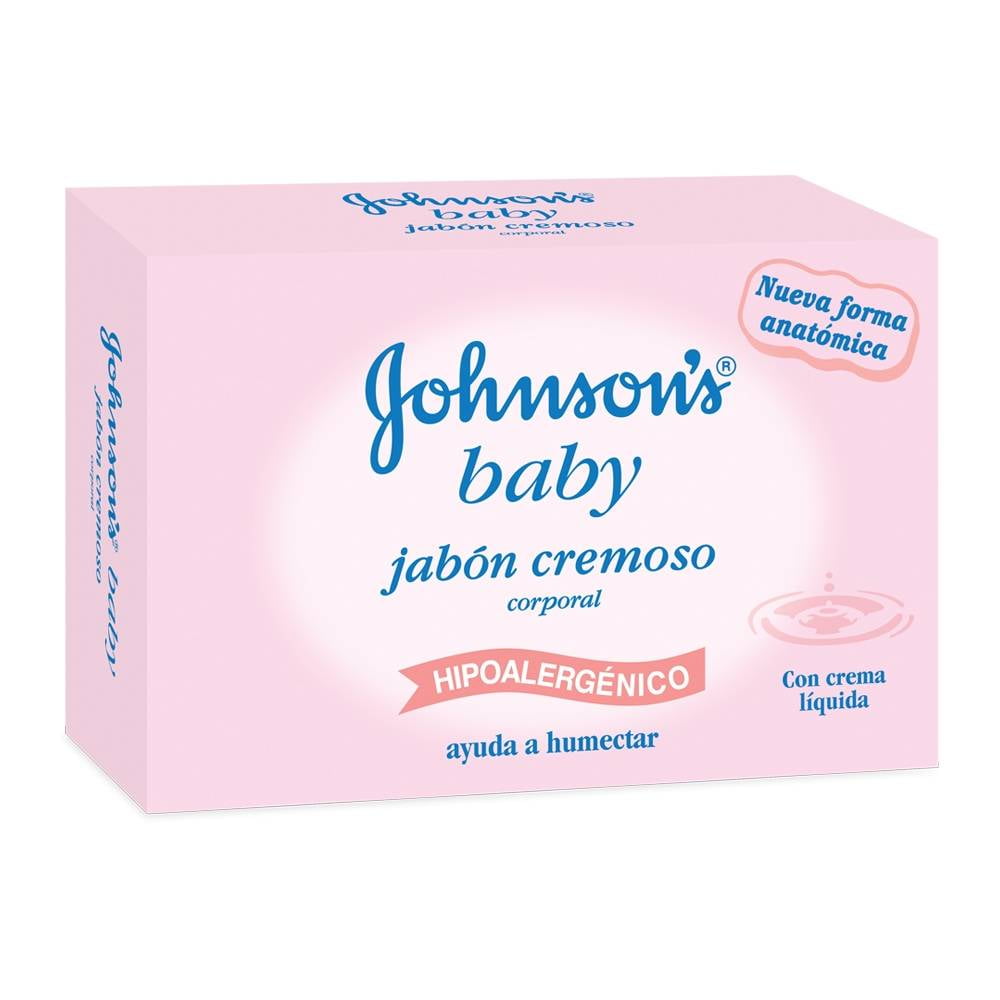 Johnson's®
baby
jabón cremoso
corporal
Nueva forma
anatómica
Johnson's®
baby
jabón cremoso
corporal
HIPOALERGÉNICO
ayuda a humectar
Con crema
líquida
Johnson's® baby
jabón cremoso
corporal